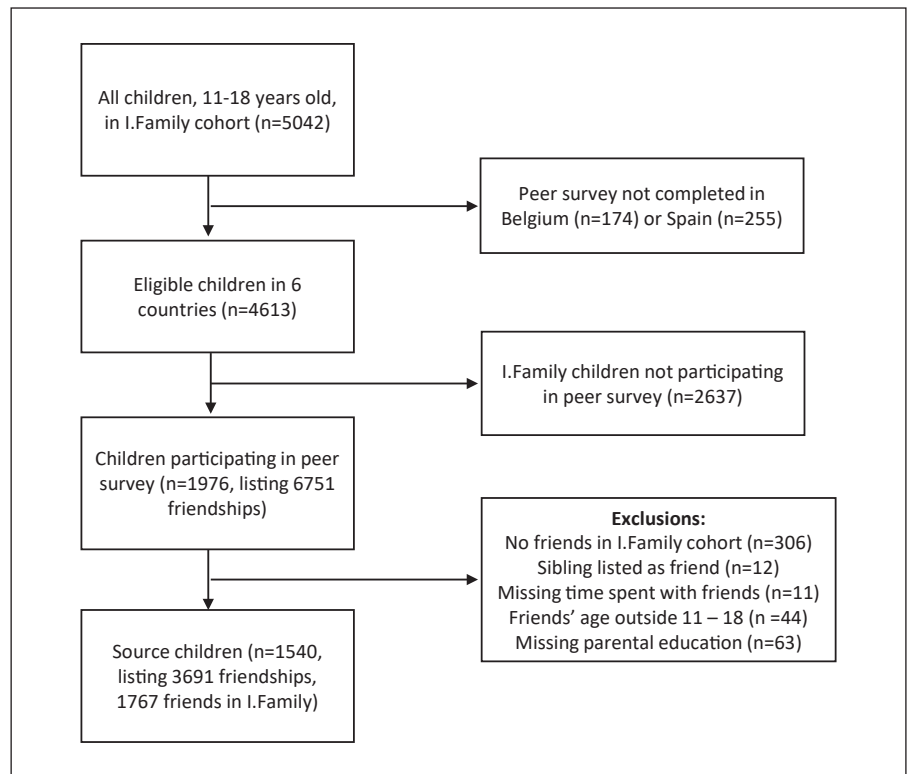 All children, 11-18 years old,
in I.Family cohort (n=5042)
Peer survey not completed in
Belgium (n=174) or Spain (n=255)
Eligible children in 6
countries (n=4613)
I.Family children not participating
in peer survey (n=2637)
Children participating in peer
survey (n=1976, listing 6751
friendships)
Exclusions:
No friends in I.Family cohort (n=306)
Sibling listed as friend (n=12)
Missing time spent with friends (n=11)
Friends’ age outside 11 – 18 (n =44)
Missing parental education (n=63)
Source children (n=1540,
listing 3691 friendships,
1767 friends in I.Family)